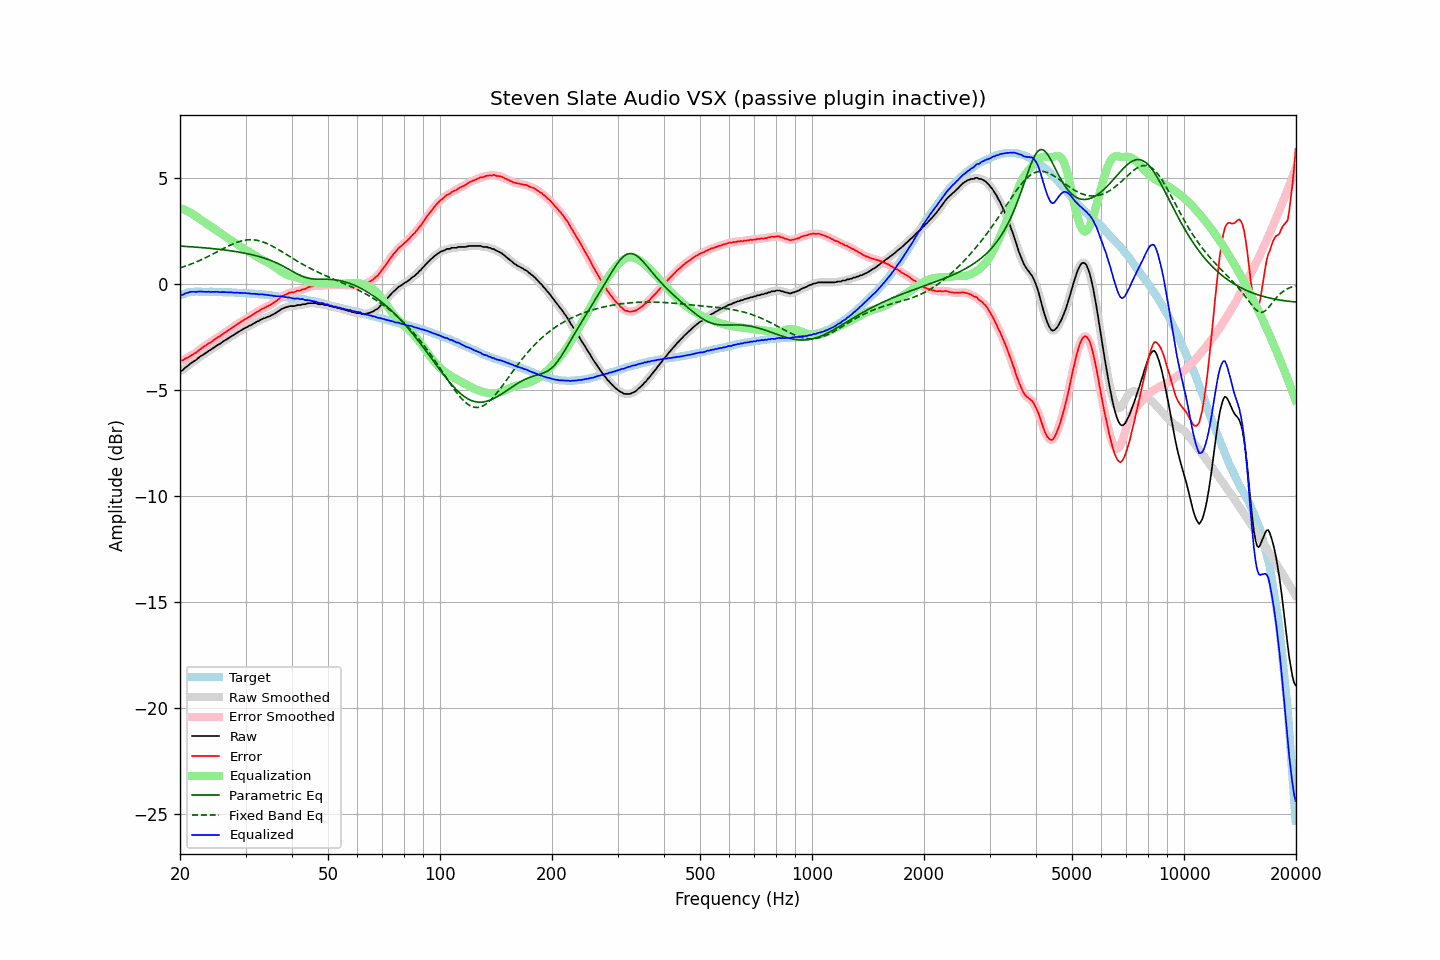 Steven Slate Audio VSX (passive plugin inactive))
Amplitude (dBr)
5
0
−5
−10
−15
−20
−25
Target
Raw Smoothed
Error Smoothed
Raw
Error
Equalization
Parametric Eq
Fixed Band Eq
Equalized
20 50 100 200 500 1000 2000 5000 10000 20000
Frequency (Hz)